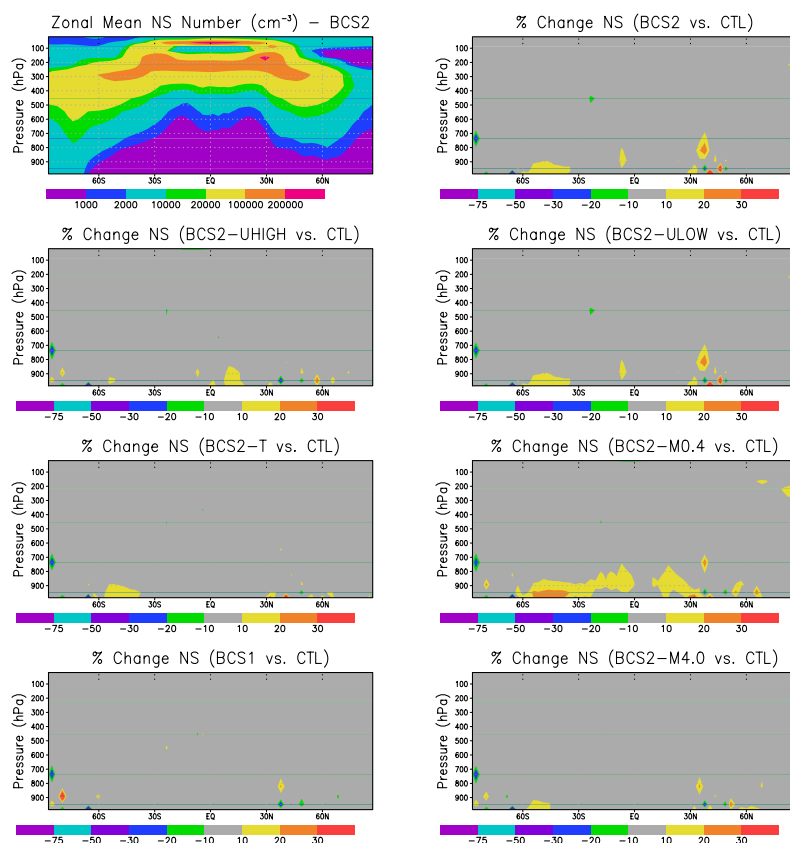 Zonal Mean NS Number (cm⁻³) − BCS2
Pressure (hPa)
100
200
300
400
500
600
700
800
900
60S 30S EQ 30N 60N
1000 2000 10000 20000 100000 200000
% Change NS (BCS2 vs. CTL)
Pressure (hPa)
100
200
300
400
500
600
700
800
900
60S 30S EQ 30N 60N
−75 −50 −30 −20 −10 10 20 30
% Change NS (BCS2−UHIGH vs. CTL)
Pressure (hPa)
100
200
300
400
500
600
700
800
900
60S 30S EQ 30N 60N
−75 −50 −30 −20 −10 10 20 30
% Change NS (BCS2−ULOW vs. CTL)
Pressure (hPa)
100
200
300
400
500
600
700
800
900
60S 30S EQ 30N 60N
−75 −50 −30 −20 −10 10 20 30
% Change NS (BCS2−T vs. CTL)
Pressure (hPa)
100
200
300
400
500
600
700
800
900
60S 30S EQ 30N 60N
−75 −50 −30 −20 −10 10 20 30
% Change NS (BCS2−M0.4 vs. CTL)
Pressure (hPa)
100
200
300
400
500
600
700
800
900
60S 30S EQ 30N 60N
−75 −50 −30 −20 −10 10 20 30
% Change NS (BCS1 vs. CTL)
Pressure (hPa)
100
200
300
400
500
600
700
800
900
60S 30S EQ 30N 60N
−75 −50 −30 −20 −10 10 20 30
% Change NS (BCS2−M4.0 vs. CTL)
Pressure (hPa)
100
200
300
400
500
600
700
800
900
60S 30S EQ 30N 60N
−75 −50 −30 −20 −10 10 20 30